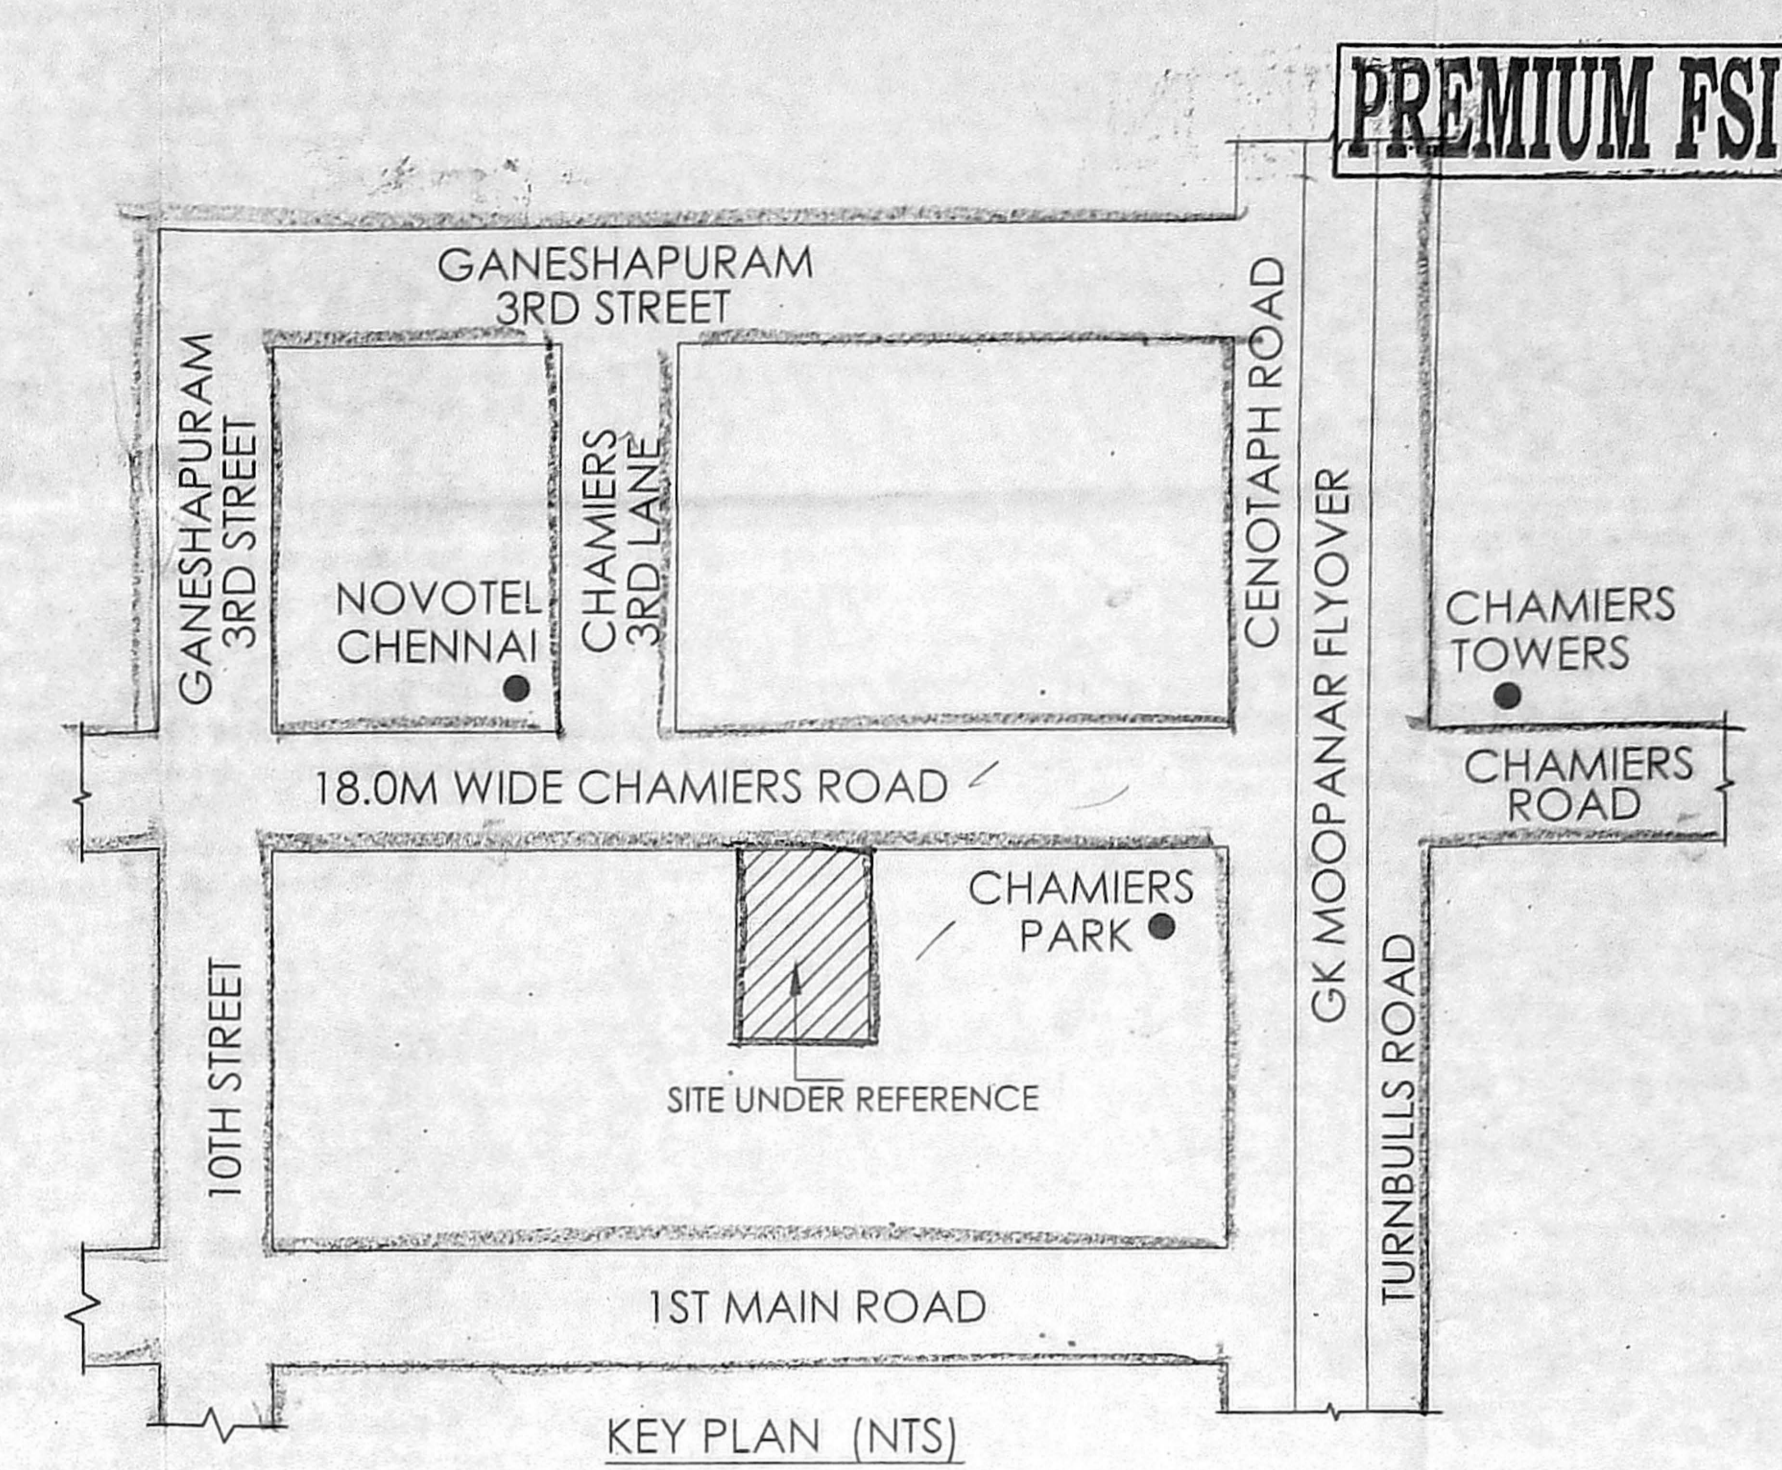 PREMIUM FSI
GANESHAPURAM
3RD STREET
GANESHAPURAM
3RD STREET
CHAMIERS
3RD LANE
CENOTAPH ROAD
GK MOOPANAR FLYOVER
NOVOTEL
CHENNAI
CHAMIERS
TOWERS
18.0M WIDE CHAMIERS ROAD
CHAMIERS
ROAD
CHAMIERS
PARK
10TH STREET
TURNBULLS ROAD
SITE UNDER REFERENCE
1ST MAIN ROAD
KEY PLAN (NTS)